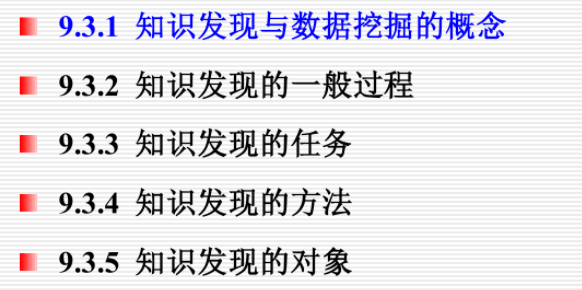 9.3.1 知识发现与数据挖掘的概念
9.3.2 知识发现的一般过程
9.3.3 知识发现的任务
9.3.4 知识发现的方法
9.3.5 知识发现的对象